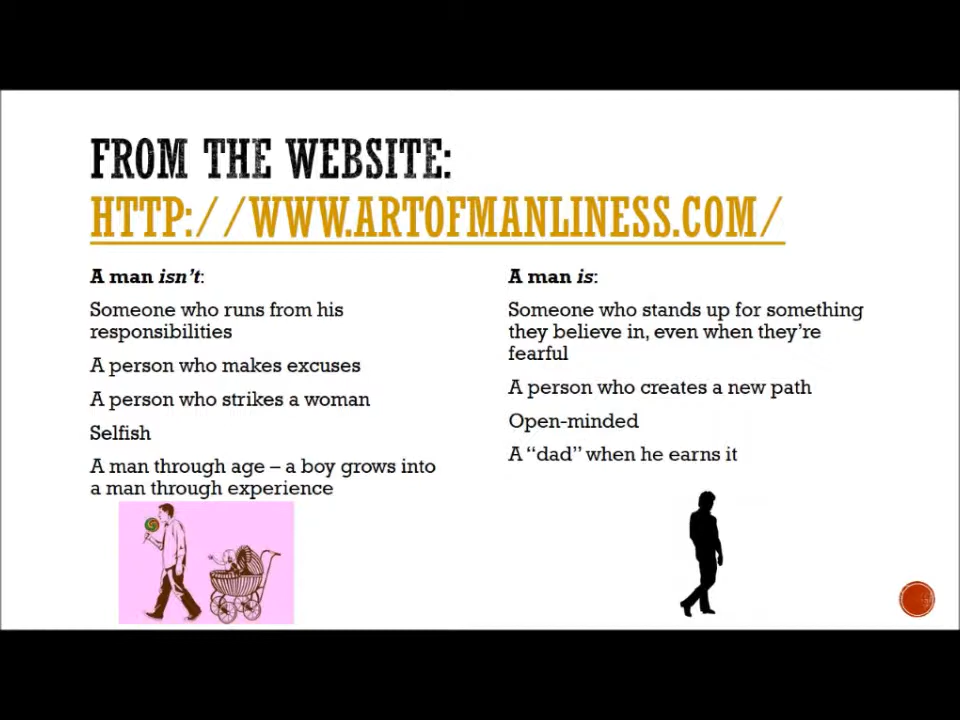 FROM THE WEBSITE:
HTTP://WWW.ARTOFMANLINESS.COM/
A man isn't:
Someone who runs from his
responsibilities
A person who makes excuses
A person who strikes a woman
Selfish
A man through age – a boy grows into
a man through experience
A man is:
Someone who stands up for something
they believe in, even when they're
fearful
A person who creates a new path
Open-minded
A “dad” when he earns it